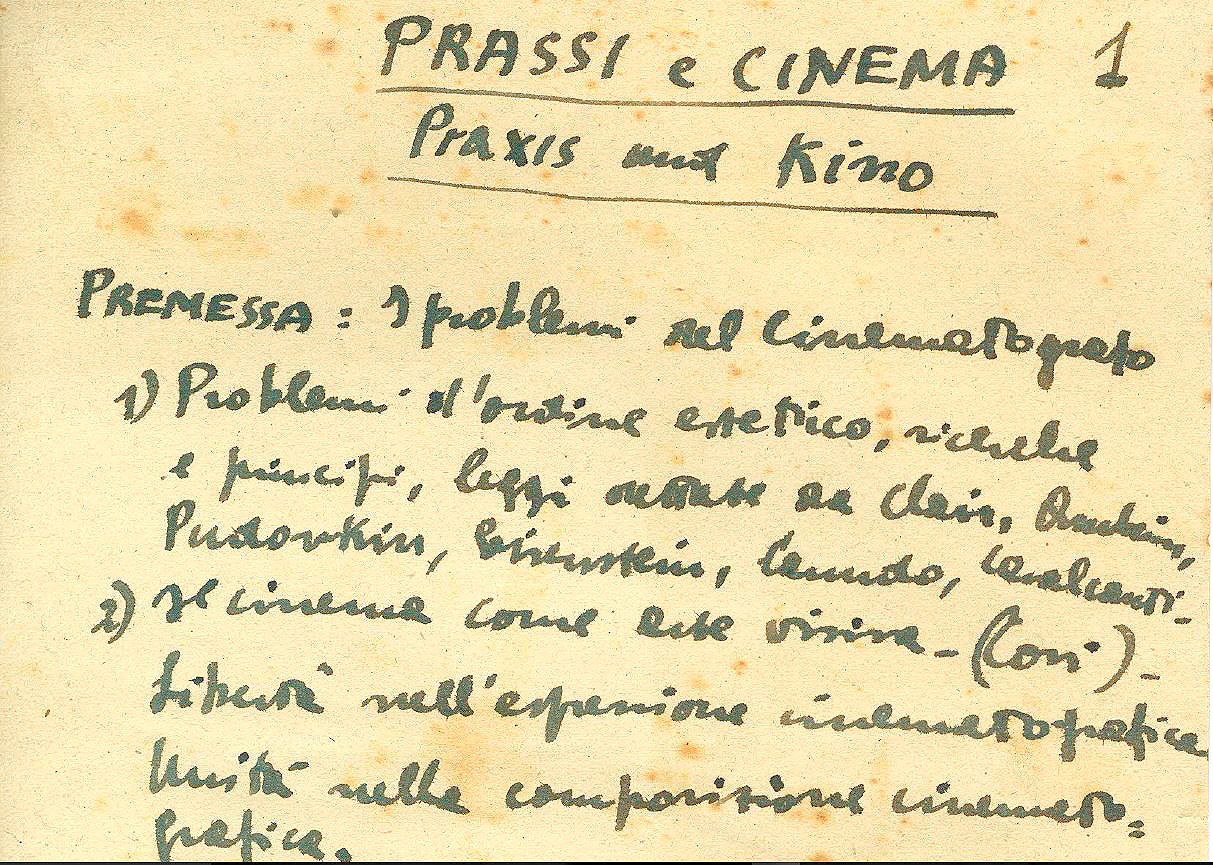 PRASSI e CINEMA 1
Praxis und Kino
PREMESSA : I problemi del Cinematografo
1) Problemi d'ordine estetico, ricerche
e principi, leggi dettate da Clair,
Pudovkin, Eisenstein, Canudo, Cavalcanti -
2) Il cinema come arte visiva - (Cosi) -
Libertà nell'espressione cinematografica
Unità nella composizione cinemato=
grafica.